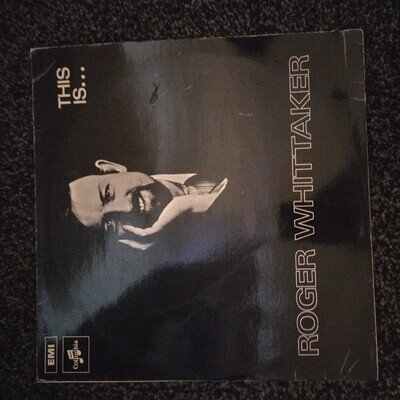 THIS
IS...
ROGER WHITTAKER
EMI
Columbia